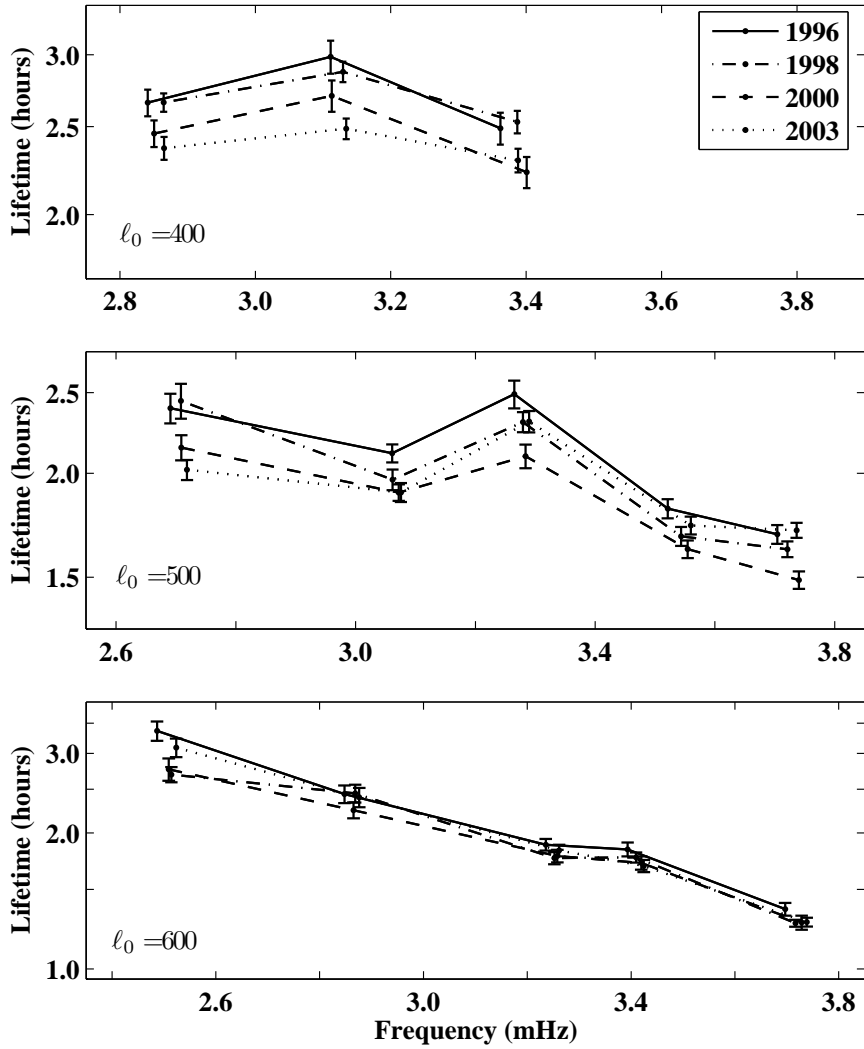 1996
1998
2000
2003
3.0
2.5
2.0
Lifetime (hours)
ℓ0 =400
2.8 3.0 3.2 3.4 3.6 3.8
2.5
2.0
1.5
Lifetime (hours)
ℓ0 =500
2.6 3.0 3.4 3.8
3.0
2.0
1.0
Lifetime (hours)
ℓ0 =600
2.6 3.0 3.4 3.8
Frequency (mHz)